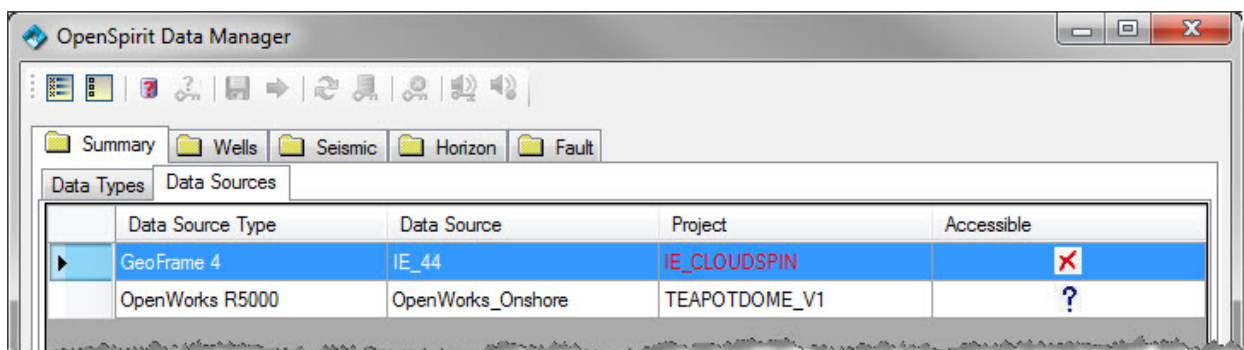 OpenSpirit Data Manager
Summary Wells Seismic Horizon Fault
Data Types Data Sources
Data Source Type Data Source Project Accessible
GeoFrame 4 IE_44 IE_CLOUDSPIN
OpenWorks R5000 OpenWorks_Onshore TEAPOTDOME_V1 ?